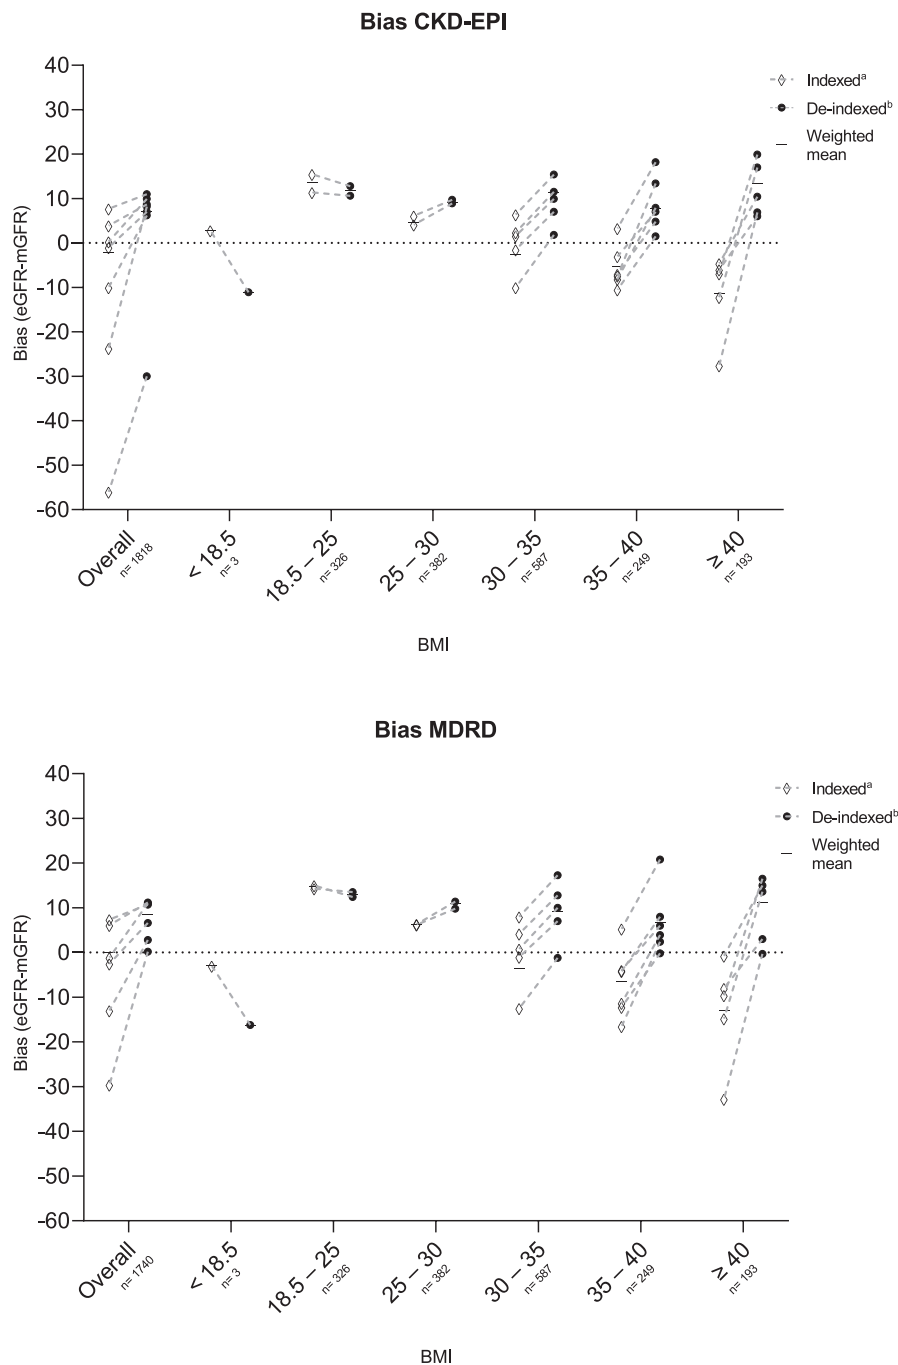 Bias CKD-EPI
40
30
20
10
0
-10
-20
-30
-40
-50
-60
Bias (eGFR-mGFR)
Indexedᵃ
De-indexedᵇ
Weighted
mean
Overall
n= 1818
< 18.5
n= 3
18.5 – 25
n= 326
25 – 30
n= 382
30 – 35
n= 587
35 – 40
n= 249
≥ 40
n= 193
BMI
Bias MDRD
40
30
20
10
0
-10
-20
-30
-40
-50
-60
Bias (eGFR-mGFR)
Indexedᵃ
De-indexedᵇ
Weighted
mean
Overall
n= 1740
< 18.5
n= 3
18.5 – 25
n= 326
25 – 30
n= 382
30 – 35
n= 587
35 – 40
n= 249
≥ 40
n= 193
BMI